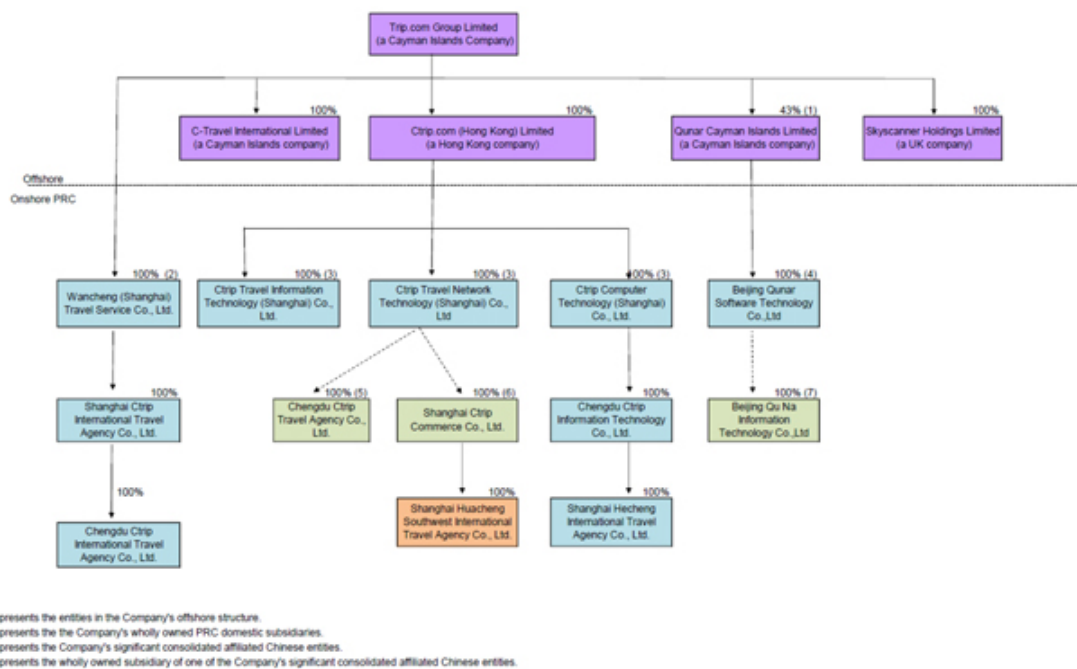 Trip.com Group Limited
(a Cayman Islands Company)
100%
C-Travel International Limited
(a Cayman Islands company)
100%
Ctrip.com (Hong Kong) Limited
(a Hong Kong company)
43% (1)
Qunar Cayman Islands Limited
(a Cayman Islands company)
100%
Skyscanner Holdings Limited
(a UK company)
Offshore
Onshore PRC
100% (2)
Wancheng (Shanghai)
Travel Service Co., Ltd.
100% (3)
Ctrip Travel Information
Technology (Shanghai) Co.,
Ltd.
100% (3)
Ctrip Travel Network
Technology (Shanghai) Co.,
Ltd
100% (3)
Ctrip Computer
Technology (Shanghai)
Co., Ltd.
100% (4)
Beijing Qunar
Software Technology
Co.,Ltd
100%
Shanghai Ctrip
International Travel
Agency Co., Ltd.
100% (5)
Chengdu Ctrip
Travel Agency Co.,
Ltd.
100% (6)
Shanghai Ctrip
Commerce Co., Ltd.
100%
Chengdu Ctrip
Information Technology
Co., Ltd.
100% (7)
Beijing Qu Na
Information
Technology Co.,Ltd
100%
Chengdu Ctrip
International Travel
Agency Co., Ltd.
100%
Shanghai Huacheng
Southwest International
Travel Agency Co., Ltd.
100%
Shanghai Hecheng
International Travel
Agency Co., Ltd.
presents the entities in the Company's offshore structure.
presents the the Company's wholly owned PRC domestic subsidiaries.
presents the Company's significant consolidated affiliated Chinese entities.
presents the wholly owned subsidiary of one of the Company's significant consolidated affiliated Chinese entities.